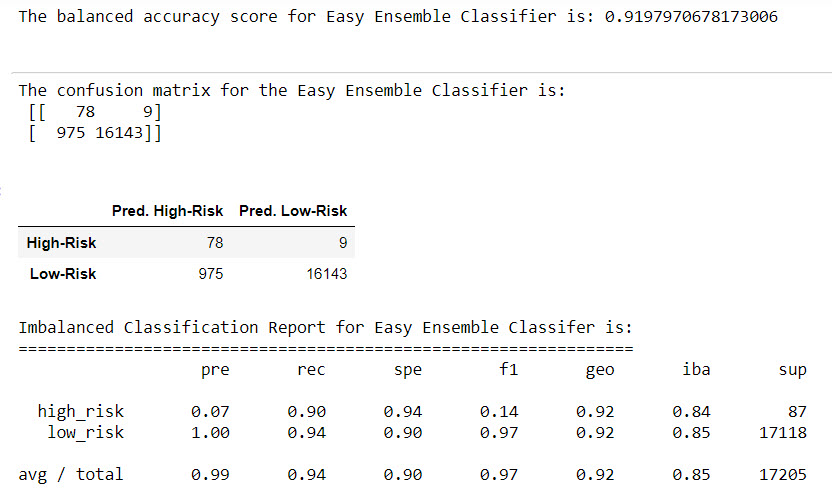 The balanced accuracy score for Easy Ensemble Classifier is: 0.9197970678173006
The confusion matrix for the Easy Ensemble Classifier is:
[[ 78 9]
[ 975 16143]]
Pred. High-Risk Pred. Low-Risk
High-Risk 78 9
Low-Risk 975 16143
Imbalanced Classification Report for Easy Ensemble Classifer is:
================================================================
pre rec spe f1 geo iba sup
high_risk 0.07 0.90 0.94 0.14 0.92 0.84 87
low_risk 1.00 0.94 0.90 0.97 0.92 0.85 17118
avg / total 0.99 0.94 0.90 0.97 0.92 0.85 17205